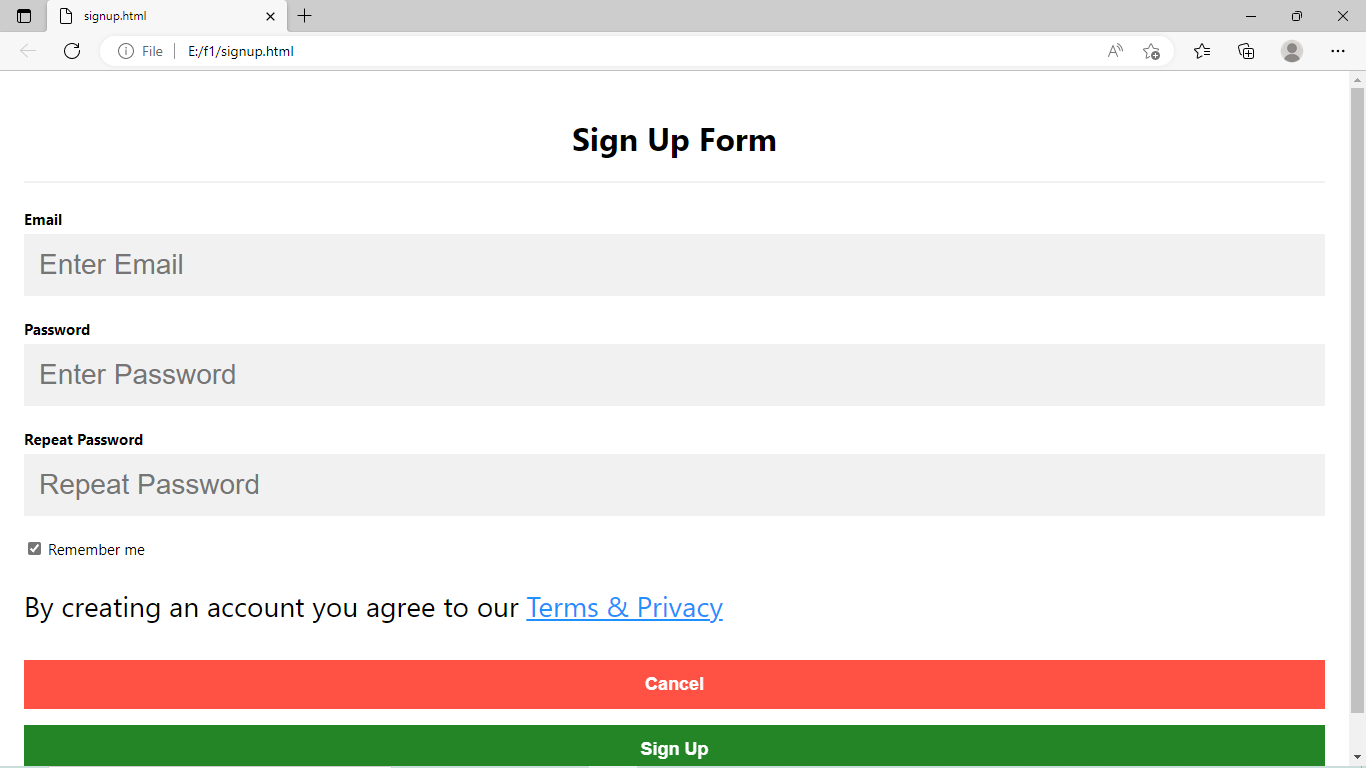 signup.html
File E:/f1/signup.html
Sign Up Form
Email
Enter Email
Password
Enter Password
Repeat Password
Repeat Password
Remember me
By creating an account you agree to our Terms & Privacy
Cancel
Sign Up